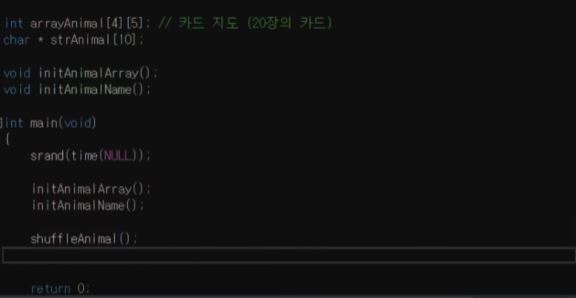 int arrayAnimal[4][5]; // 카드 지도 (20장의 카드)
char * strAnimal[10];
void initAnimalArray();
void initAnimalName();
int main(void)
{
srand(time(NULL));
initAnimalArray();
initAnimalName();
shuffleAnimal();
return 0;